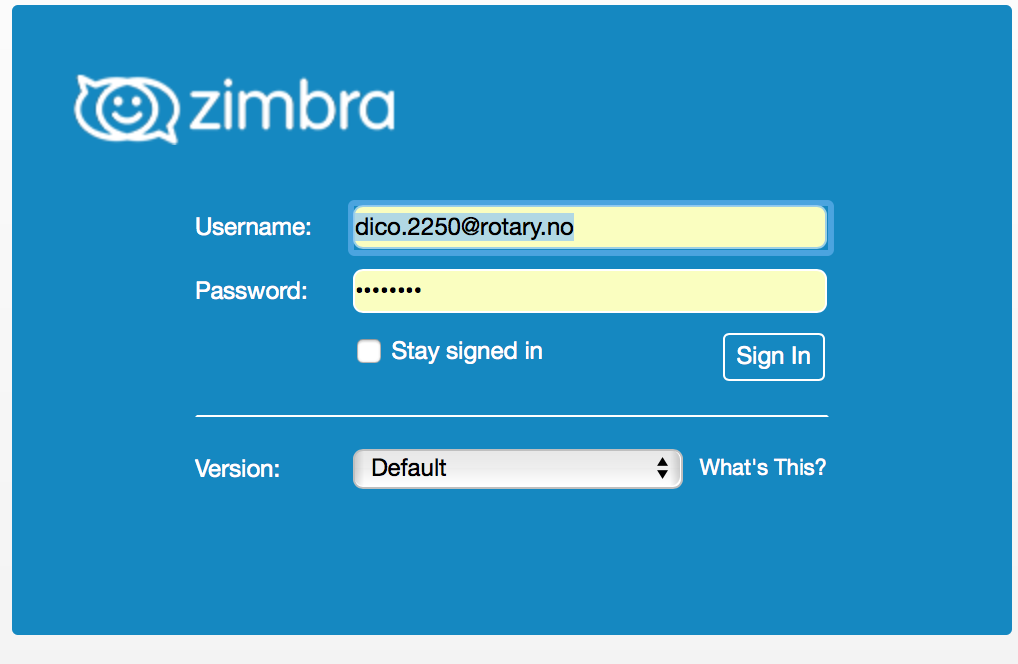 zimbra
Username: dico.2250@rotary.no
Password: ••••••••
Stay signed in Sign In
Version: Default What's This?